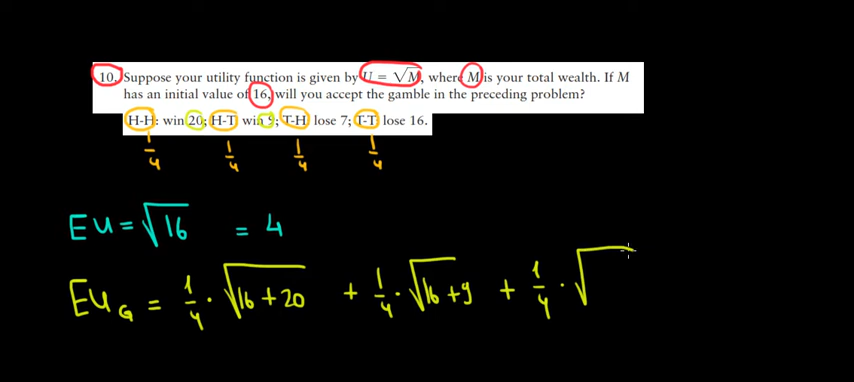 10. Suppose your utility function is given by U = √M, where M is your total wealth. If M
has an initial value of 16, will you accept the gamble in the preceding problem?
H-H: win 20; H-T win 9; T-H lose 7; T-T lose 16.
1/4 1/4 1/4 1/4
EU = √16 = 4
EU_G = 1/4 · √16+20 + 1/4 · √16+9 + 1/4 · √